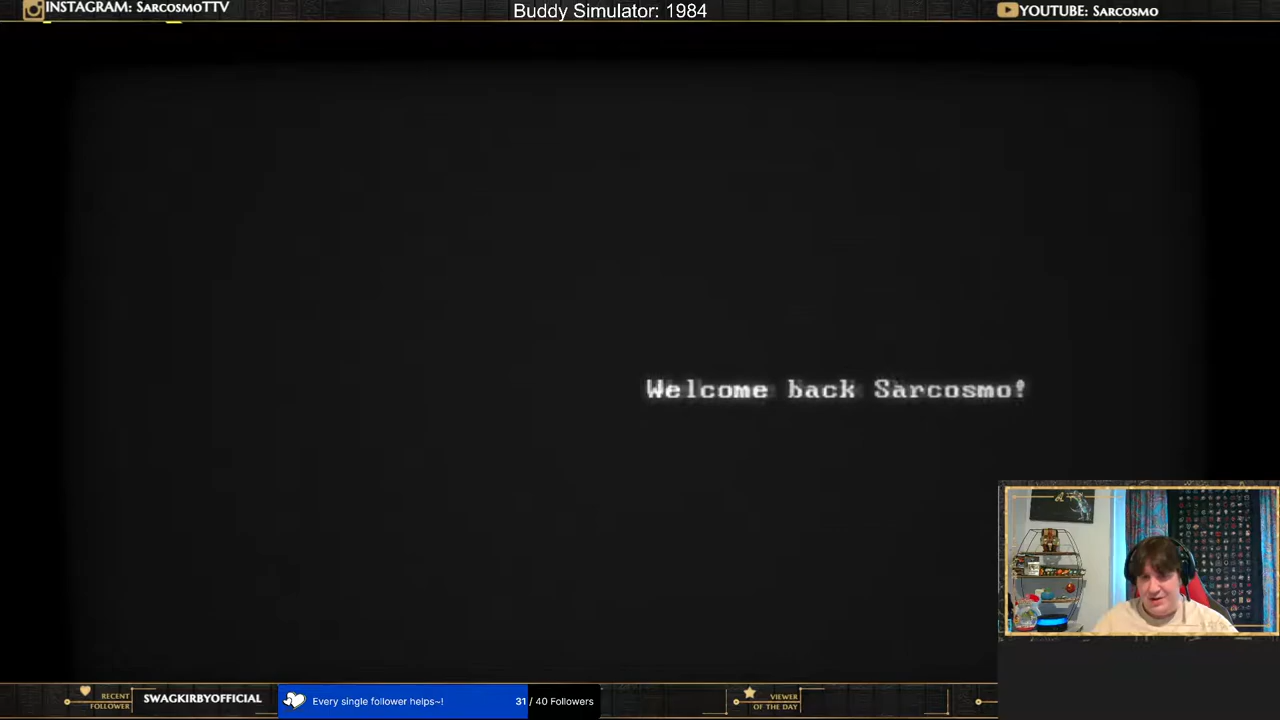 INSTAGRAM: SarcosmoTTV
Buddy Simulator: 1984
YOUTUBE: Sarcosmo
Welcome back Sarcosmo!
RECENT FOLLOWER
SWAGKIRBYOFFICIAL
Every single follower helps~!
31 / 40 Followers
VIEWER OF THE DAY